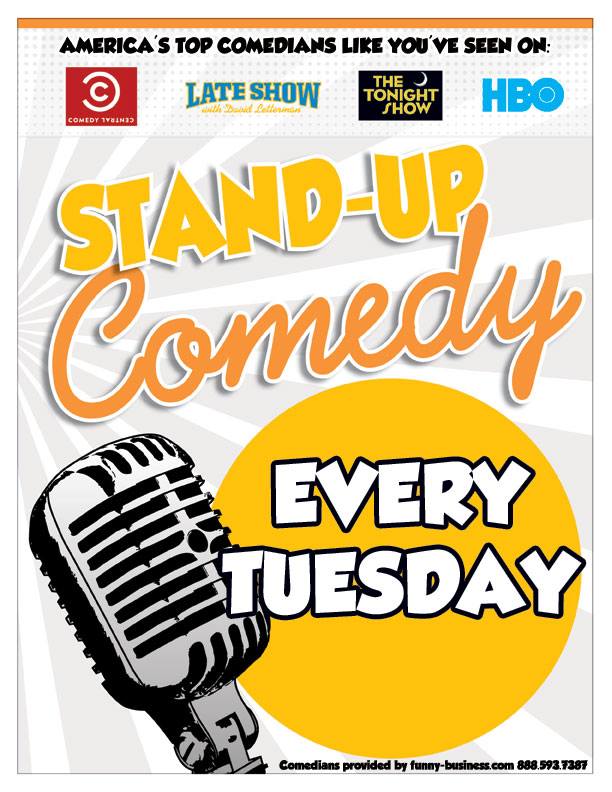 AMERICA'S TOP COMEDIANS LIKE YOU'VE SEEN ON:
COMEDY CENTRAL
LATE SHOW
with David Letterman
THE
TONIGHT
SHOW
HBO
STAND-UP
Comedy
EVERY
TUESDAY
Comedians provided by funny-business.com 888.593.7387